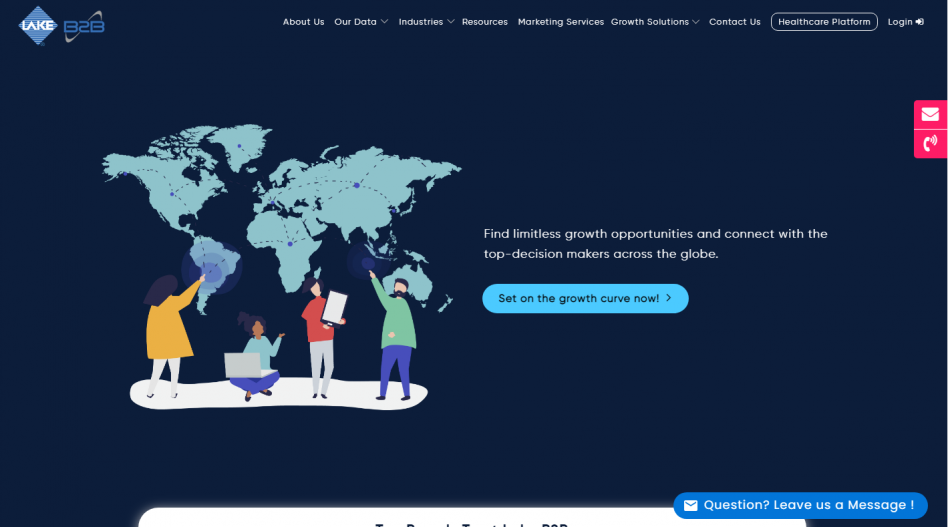 LAKE B2B
About Us Our Data Industries Resources Marketing Services Growth Solutions Contact Us Healthcare Platform Login
Find limitless growth opportunities and connect with the
top-decision makers across the globe.
Set on the growth curve now!
Question? Leave us a Message !